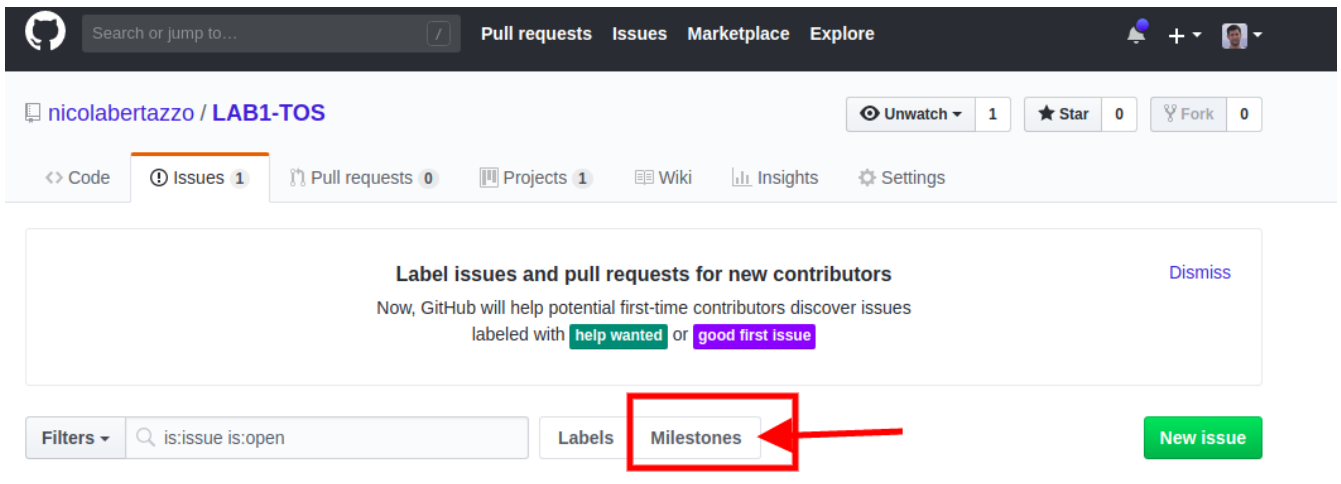 Search or jump to... / Pull requests Issues Marketplace Explore
nicolabertazzo / LAB1-TOS Unwatch 1 Star 0 Fork 0
Code Issues 1 Pull requests 0 Projects 1 Wiki Insights Settings
Label issues and pull requests for new contributors Dismiss
Now, GitHub will help potential first-time contributors discover issues
labeled with help wanted or good first issue
Filters is:issue is:open Labels Milestones New issue